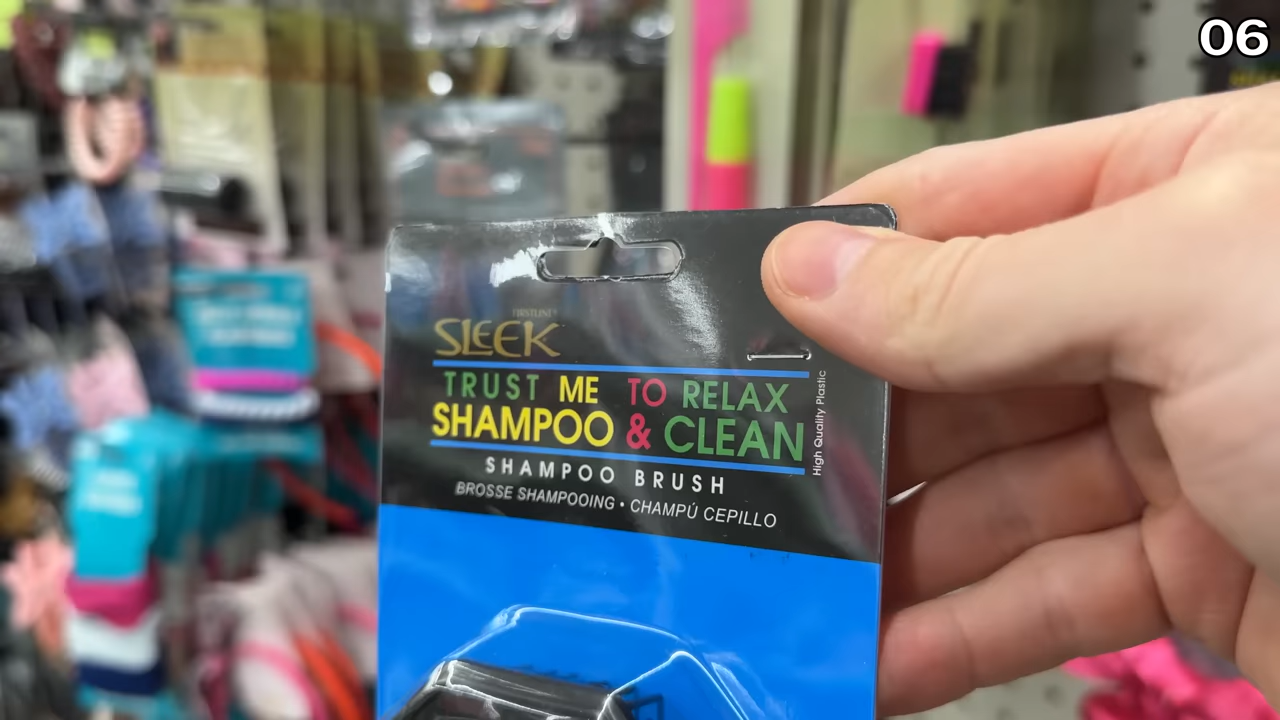 06
FIRSTLINE
SLEEK
TRUST ME TO RELAX
SHAMPOO & CLEAN
High Quality Plastic
SHAMPOO BRUSH
BROSSE SHAMPOOING • CHAMPÚ CEPILLO